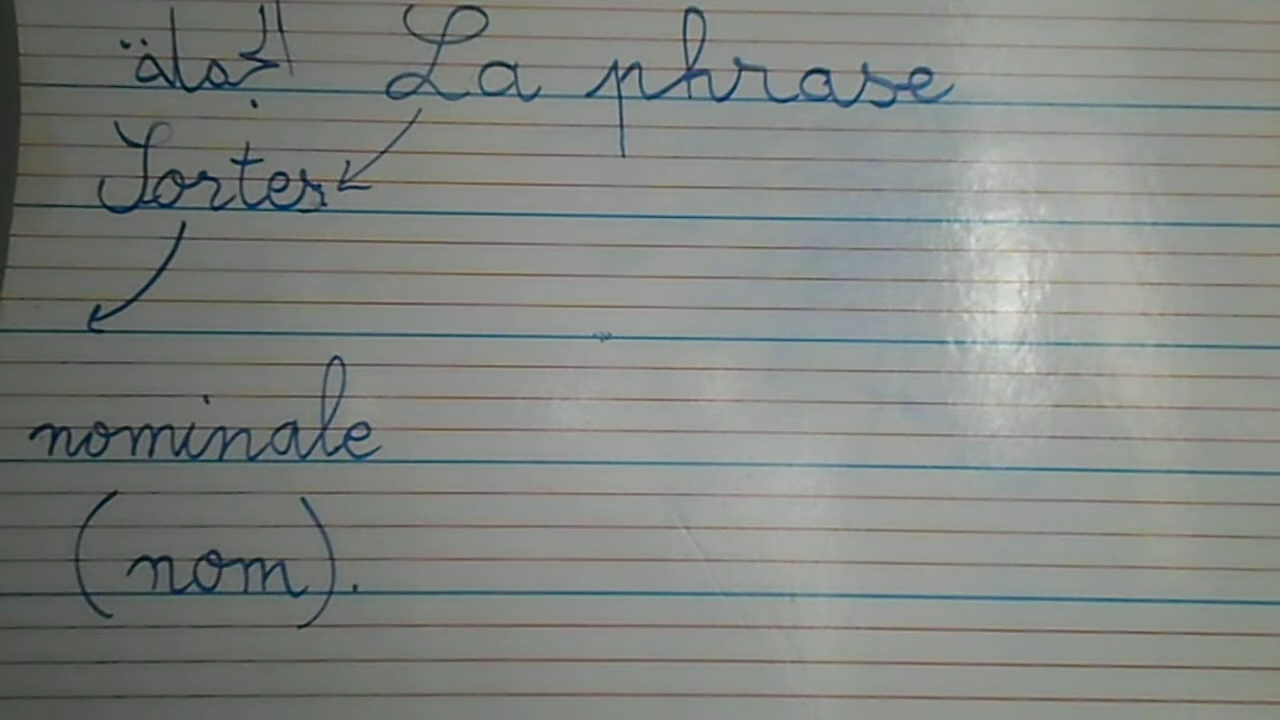 الجملة La phrase
Sortes
nominale
(nom).